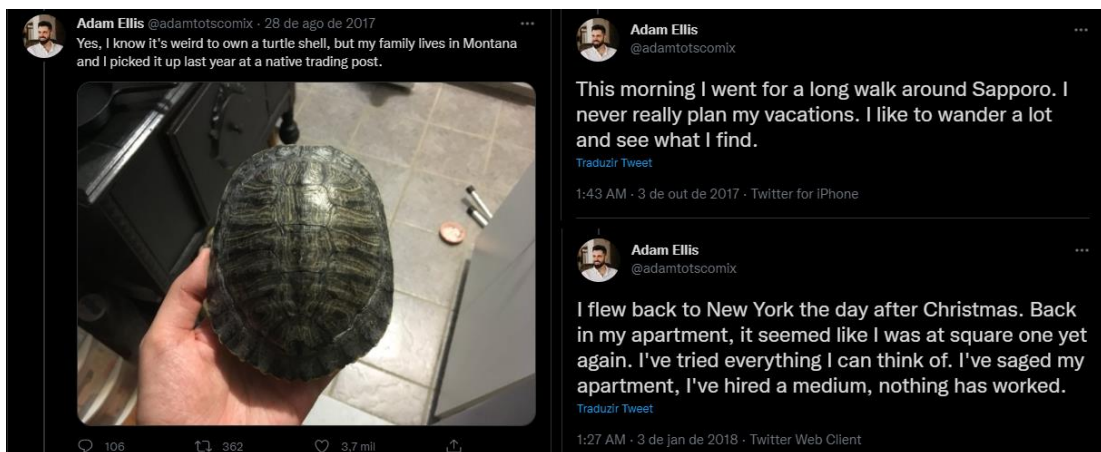 Adam Ellis @adamtotscomix · 28 de ago de 2017
Yes, I know it's weird to own a turtle shell, but my family lives in Montana
and I picked it up last year at a native trading post.
106 362 3,7 mil
Adam Ellis
@adamtotscomix
This morning I went for a long walk around Sapporo. I
never really plan my vacations. I like to wander a lot
and see what I find.
Traduzir Tweet
1:43 AM · 3 de out de 2017 · Twitter for iPhone
Adam Ellis
@adamtotscomix
I flew back to New York the day after Christmas. Back
in my apartment, it seemed like I was at square one yet
again. I've tried everything I can think of. I've saged my
apartment, I've hired a medium, nothing has worked.
Traduzir Tweet
1:27 AM · 3 de jan de 2018 · Twitter Web Client